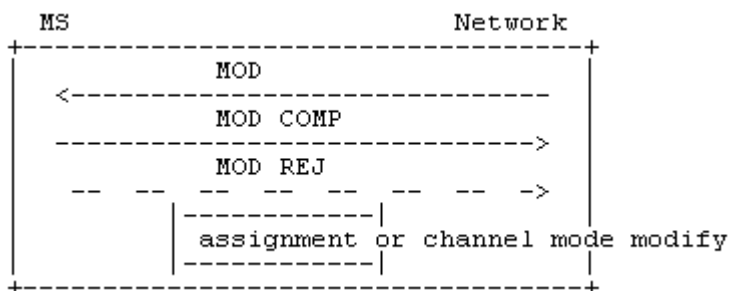 MS Network
MOD
MOD COMP
MOD REJ
assignment or channel mode modify